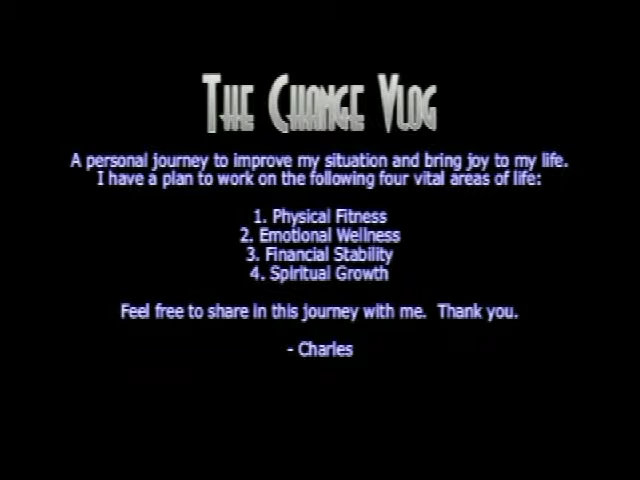 The Change Vlog
A personal journey to improve my situation and bring joy to my life.
I have a plan to work on the following four vital areas of life:
1. Physical Fitness
2. Emotional Wellness
3. Financial Stability
4. Spiritual Growth
Feel free to share in this journey with me.  Thank you.
- Charles